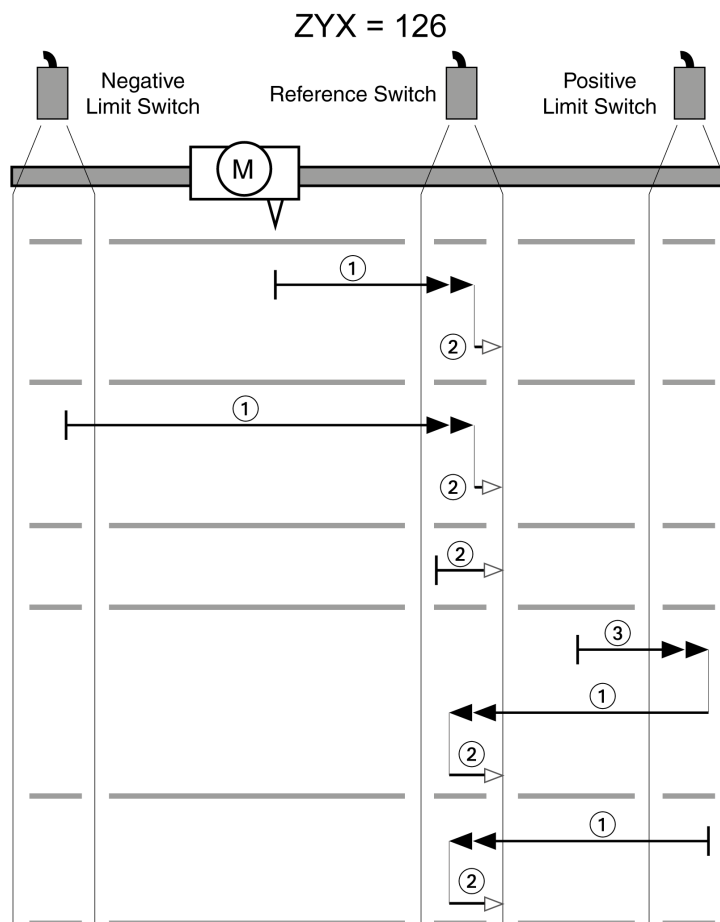 ZYX = 126
Negative
Limit Switch
Reference Switch
Positive
Limit Switch
M
1
2
1
2
2
3
1
2
1
2